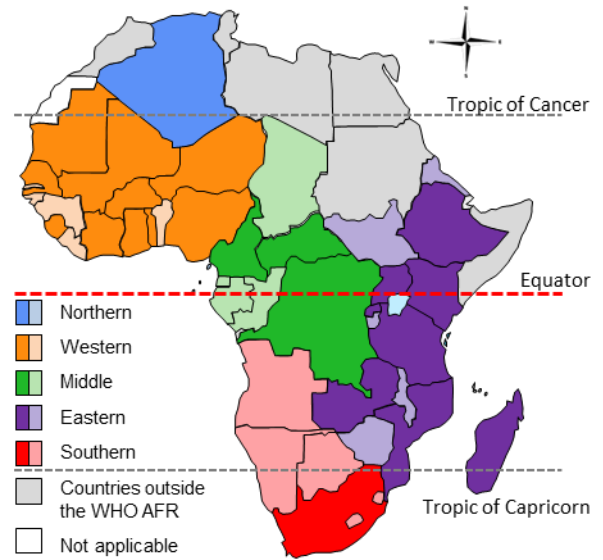 N
W
E
S
Tropic of Cancer
Equator
Northern
Western
Middle
Eastern
Southern
Countries outside
the WHO AFR
Not applicable
Tropic of Capricorn